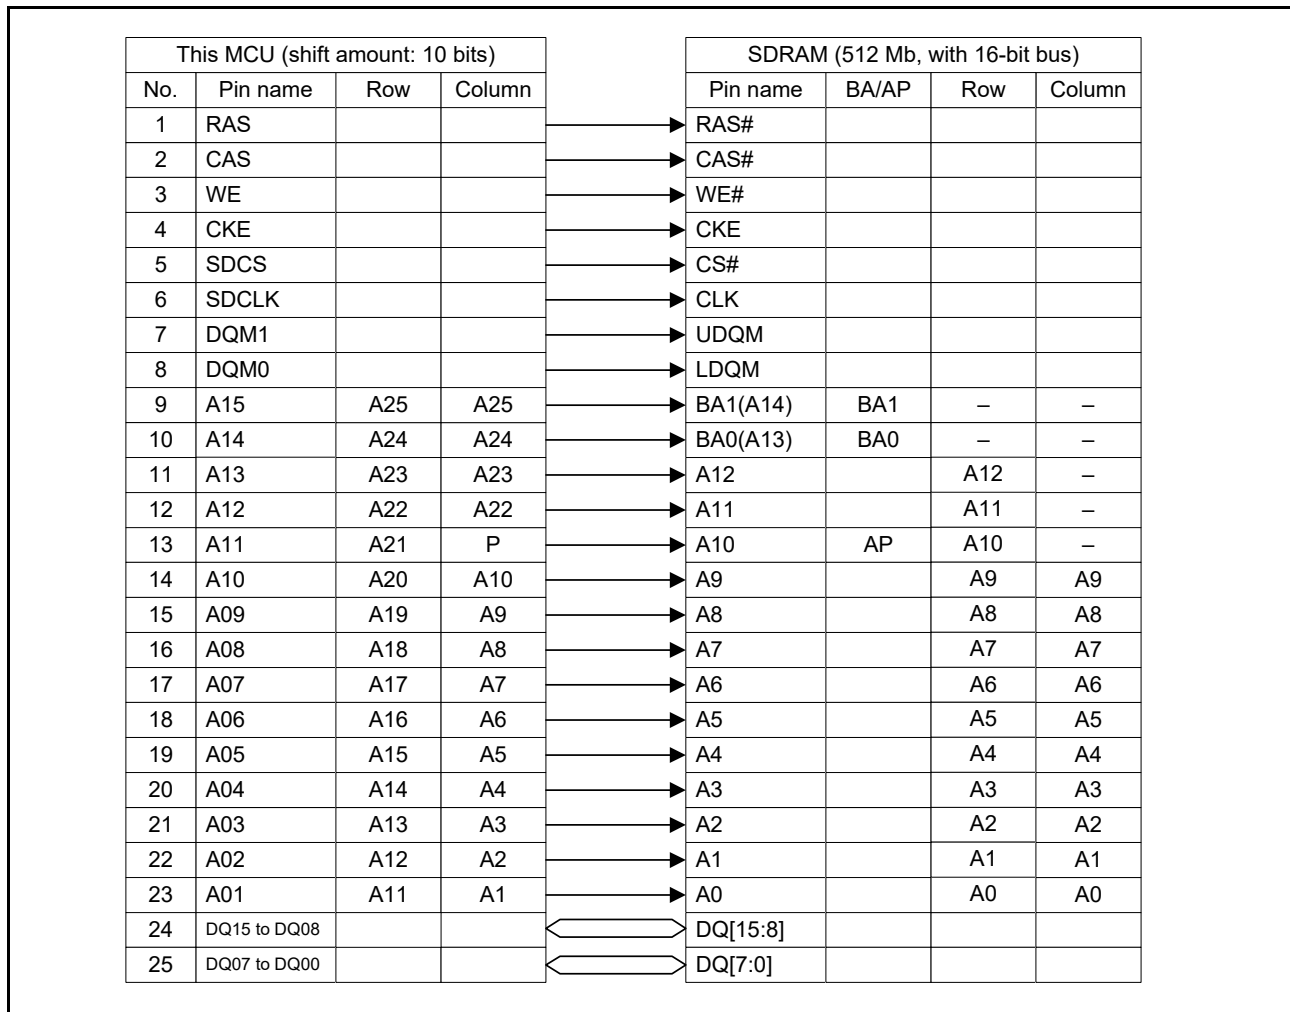 This MCU (shift amount: 10 bits) SDRAM (512 Mb, with 16-bit bus)
No. Pin name Row Column Pin name BA/AP Row Column
1 RAS RAS#
2 CAS CAS#
3 WE WE#
4 CKE CKE
5 SDCS CS#
6 SDCLK CLK
7 DQM1 UDQM
8 DQM0 LDQM
9 A15 A25 A25 BA1(A14) BA1 – –
10 A14 A24 A24 BA0(A13) BA0 – –
11 A13 A23 A23 A12 A12 –
12 A12 A22 A22 A11 A11 –
13 A11 A21 P A10 AP A10 –
14 A10 A20 A10 A9 A9 A9
15 A09 A19 A9 A8 A8 A8
16 A08 A18 A8 A7 A7 A7
17 A07 A17 A7 A6 A6 A6
18 A06 A16 A6 A5 A5 A5
19 A05 A15 A5 A4 A4 A4
20 A04 A14 A4 A3 A3 A3
21 A03 A13 A3 A2 A2 A2
22 A02 A12 A2 A1 A1 A1
23 A01 A11 A1 A0 A0 A0
24 DQ15 to DQ08 DQ[15:8]
25 DQ07 to DQ00 DQ[7:0]